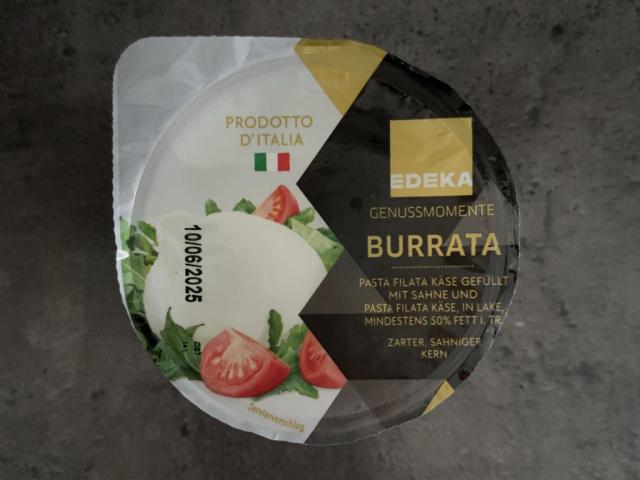 PRODOTTO
D'ITALIA
10/06/2025
Serviervorschlag
EDEKA
GENUSSMOMENTE
BURRATA
PASTA FILATA KÄSE GEFÜLLT
MIT SAHNE UND
PASTA FILATA KÄSE, IN LAKE,
MINDESTENS 50% FETT I. TR.
ZARTER, SAHNIGER
KERN